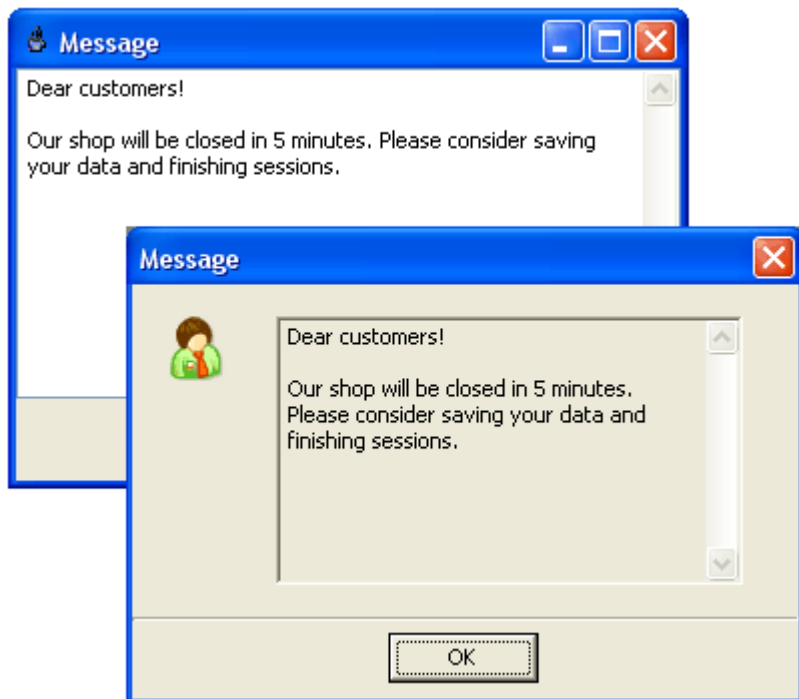 Message
Dear customers!
Our shop will be closed in 5 minutes. Please consider saving
your data and finishing sessions.
Message
Dear customers!
Our shop will be closed in 5 minutes.
Please consider saving your data and
finishing sessions.
OK